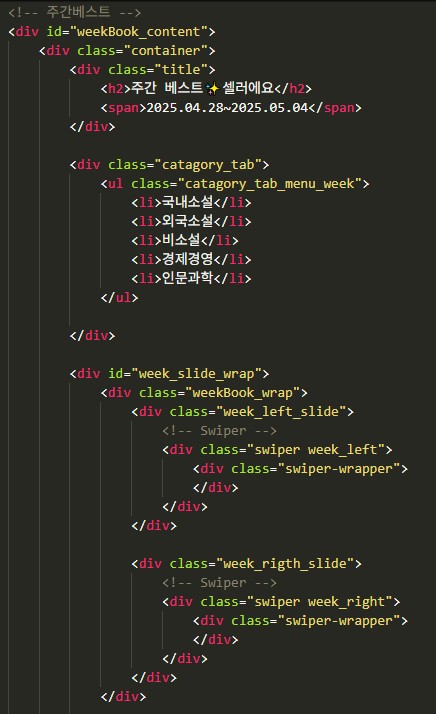 <!-- 주간베스트 -->
<div id="weekBook_content">
<div class="container">
<div class="title">
<h2>주간 베스트✨셀러에요</h2>
<span>2025.04.28~2025.05.04</span>
</div>
<div class="catagory_tab">
<ul class="catagory_tab_menu_week">
<li>국내소설</li>
<li>외국소설</li>
<li>비소설</li>
<li>경제경영</li>
<li>인문과학</li>
</ul>
</div>
<div id="week_slide_wrap">
<div class="weekBook_wrap">
<div class="week_left_slide">
<!-- Swiper -->
<div class="swiper week_left">
<div class="swiper-wrapper">
</div>
</div>
</div>
<div class="week_rigth_slide">
<!-- Swiper -->
<div class="swiper week_right">
<div class="swiper-wrapper">
</div>
</div>
</div>
</div>